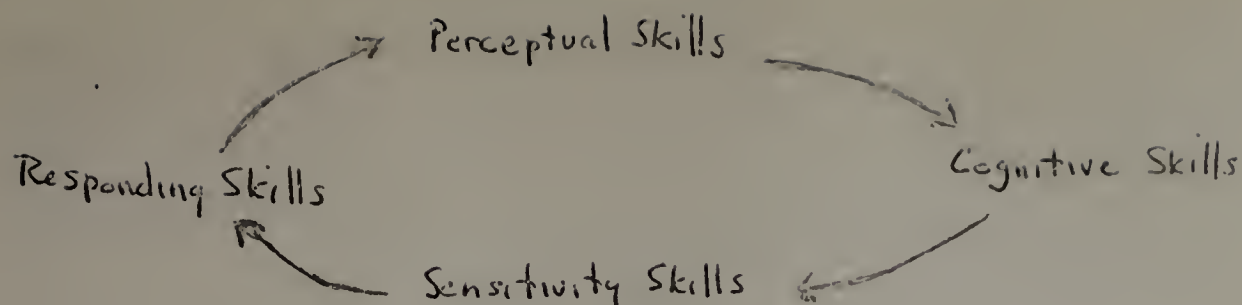 Perceptual Skills
Responding Skills
Cognitive Skills
Sensitivity Skills